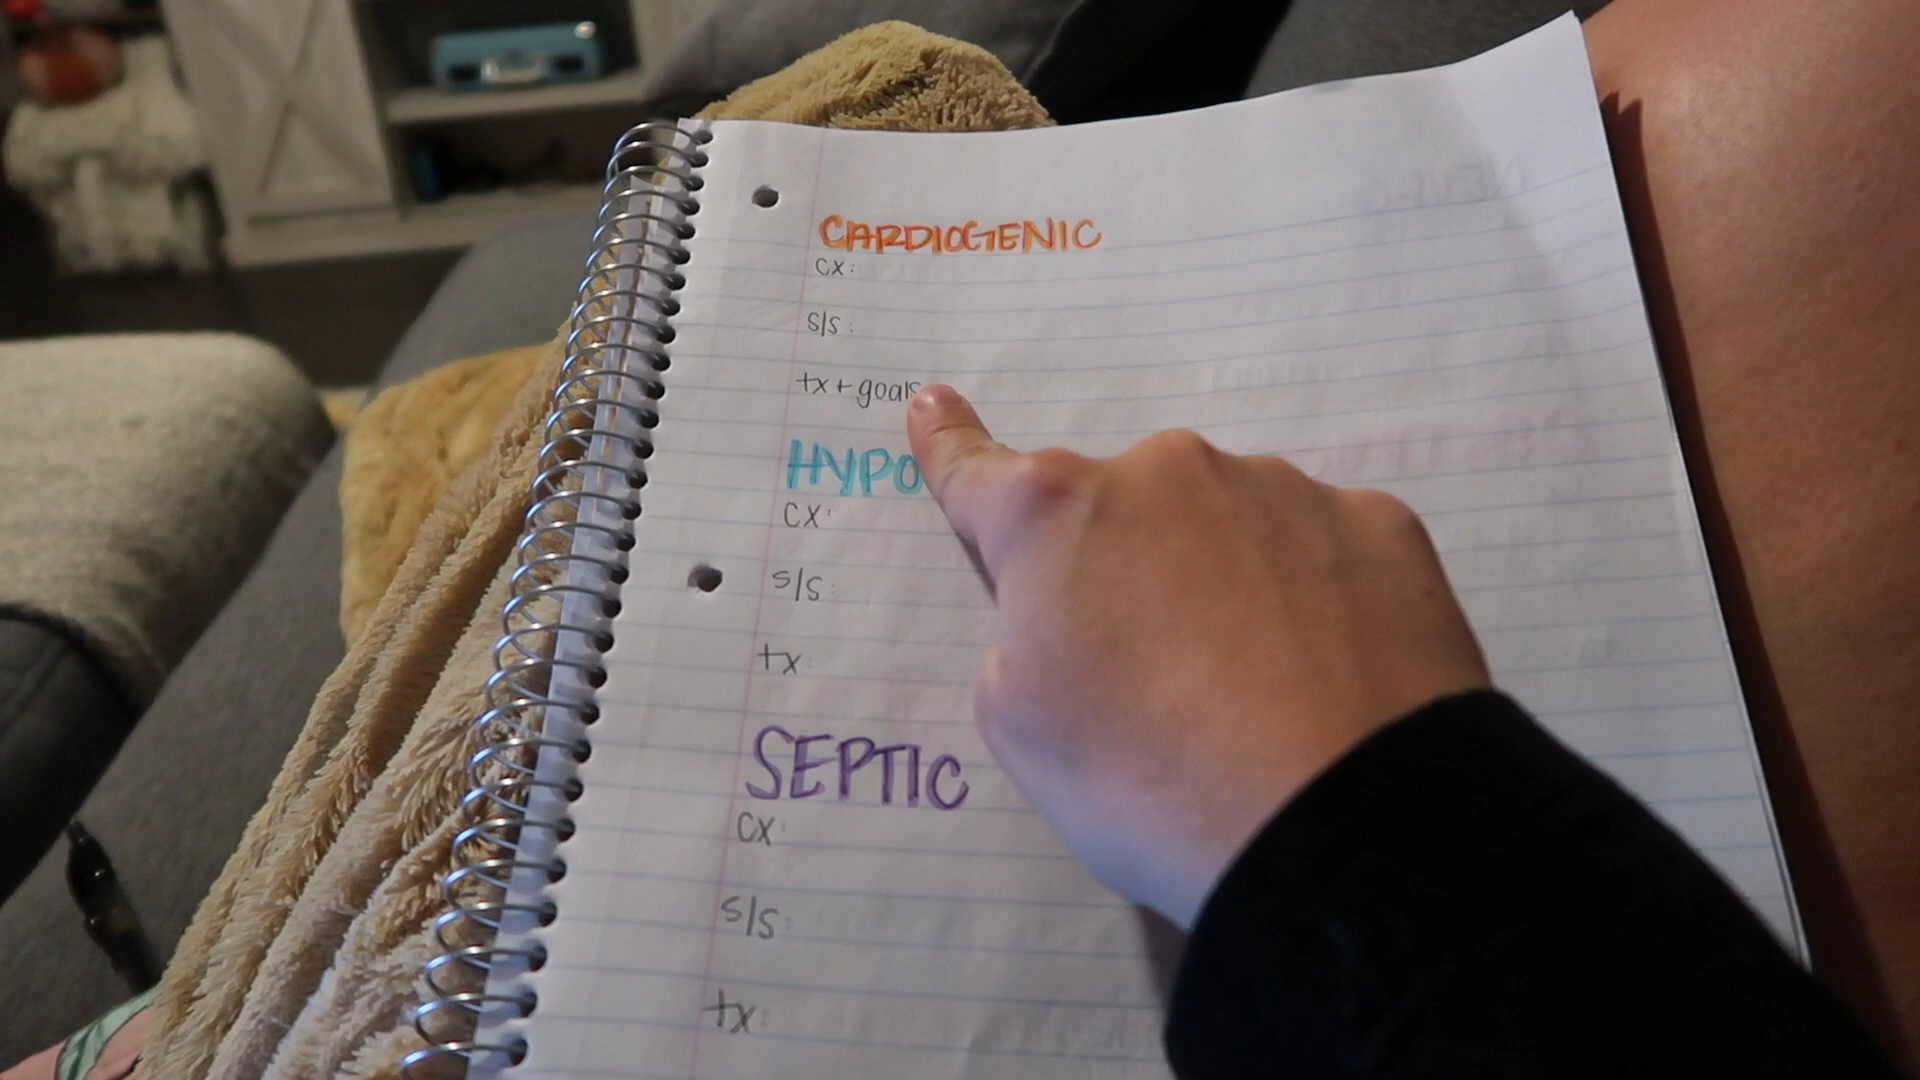 CARDIOGENIC
CX:
S/S:
tx + goals
HYPO
CX:
S/S:
tx:
SEPTIC
CX:
S/S:
tx: